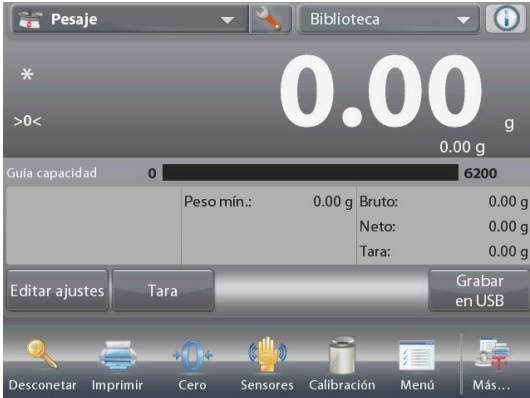 Pesaje
Biblioteca
*
0.00
>0<
g
0.00 g
Guía capacidad 0 6200
Peso mín.: 0.00 g Bruto: 0.00 g
Neto: 0.00 g
Tara: 0.00 g
Editar ajustes Tara Grabar
en USB
Desconetar Imprimir Cero Sensores Calibración Menú Más...